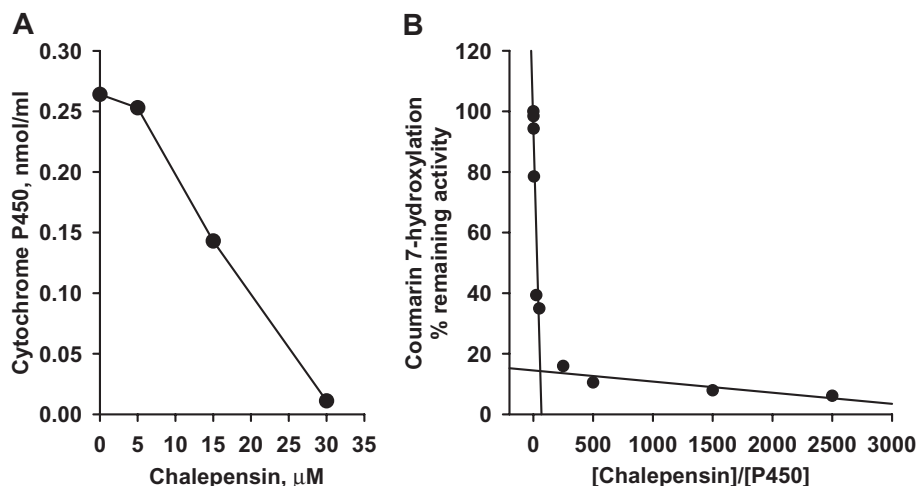 A
Cytochrome P450, nmol/ml
0.30
0.25
0.20
0.15
0.10
0.05
0.00
0 5 10 15 20 25 30 35
Chalepensin, μM
B
Coumarin 7-hydroxylation
% remaining activity
120
100
80
60
40
20
0
0 500 1000 1500 2000 2500 3000
[Chalepensin]/[P450]